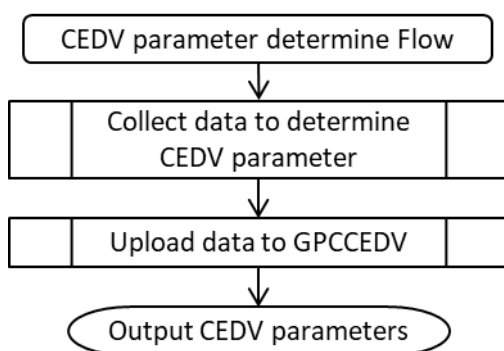 CEDV parameter determine Flow
Collect data to determine
CEDV parameter
Upload data to GPCCEDV
Output CEDV parameters